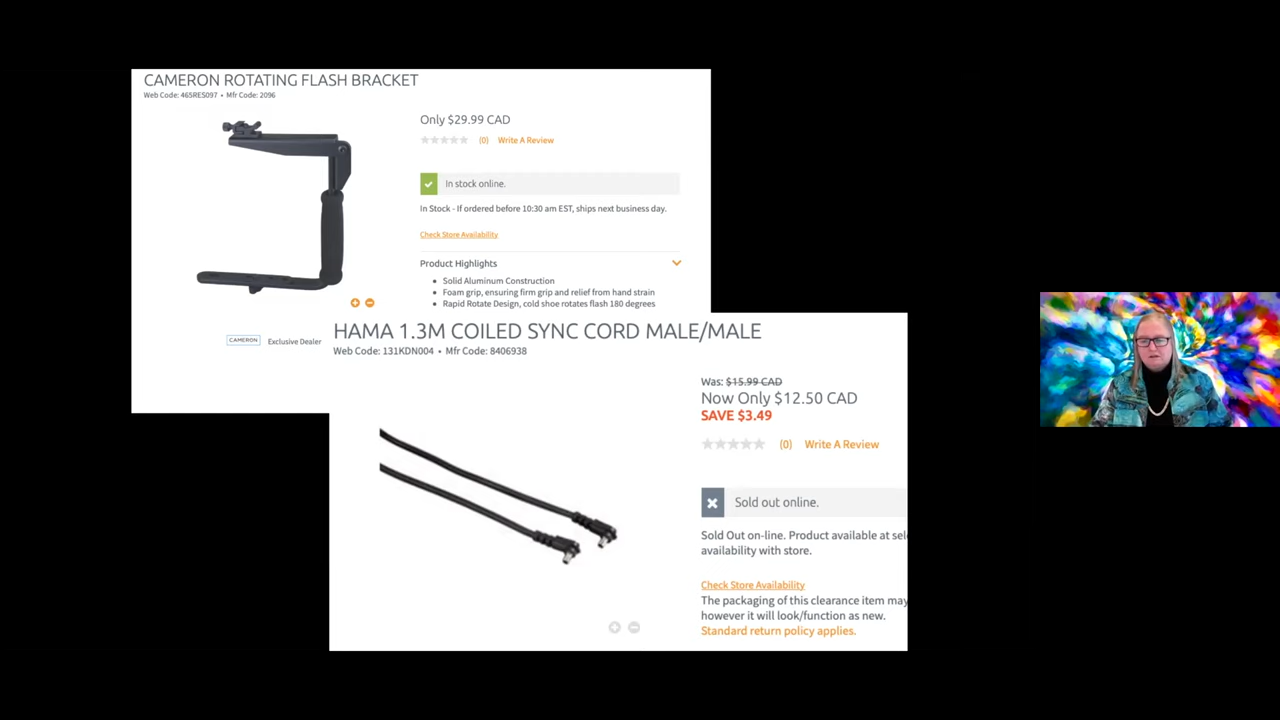 CAMERON ROTATING FLASH BRACKET
Web Code: 465RES097 • Mfr Code: 2096
Only $29.99 CAD
(0) Write A Review
In stock online.
In Stock - If ordered before 10:30 am EST, ships next business day.
Check Store Availability
Product Highlights
• Solid Aluminum Construction
• Foam grip, ensuring firm grip and relief from hand strain
• Rapid Rotate Design, cold shoe rotates flash 180 degrees
CAMERON Exclusive Dealer
HAMA 1.3M COILED SYNC CORD MALE/MALE
Web Code: 131KDN004 • Mfr Code: 8406938
Was: $15.99 CAD
Now Only $12.50 CAD
SAVE $3.49
(0) Write A Review
Sold out online.
Sold Out on-line. Product available at sel
availability with store.
Check Store Availability
The packaging of this clearance item may
however it will look/function as new.
Standard return policy applies.